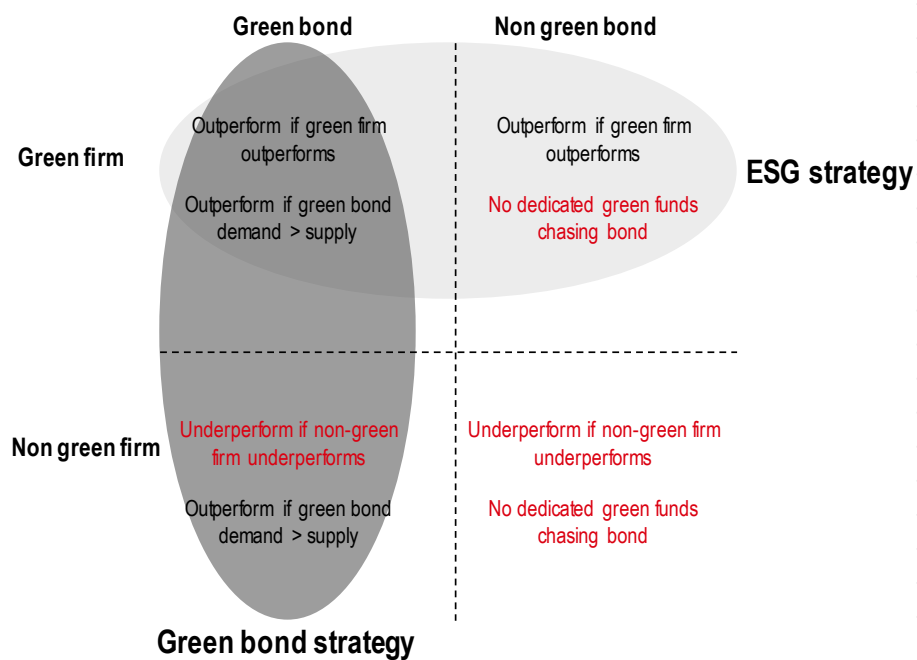 Green bond
Non green bond
Green firm
Outperform if green firm
outperforms
Outperform if green bond
demand > supply
Outperform if green firm
outperforms
No dedicated green funds
chasing bond
ESG strategy
Non green firm
Underperform if non-green
firm underperforms
Outperform if green bond
demand > supply
Underperform if non-green firm
underperforms
No dedicated green funds
chasing bond
Green bond strategy